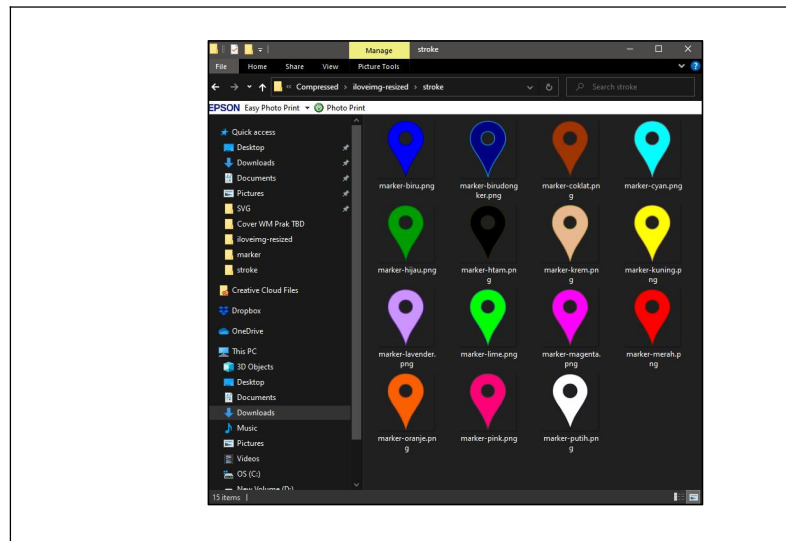 Manage stroke
File Home Share View Picture Tools
« Compressed › iloveimg-resized › stroke
Search stroke
EPSON Easy Photo Print Photo Print
Quick access
Desktop
Downloads
Documents
Pictures
SVG
Cover WM Prak TBD
iloveimg-resized
marker
stroke
Creative Cloud Files
Dropbox
OneDrive
This PC
3D Objects
Desktop
Documents
Downloads
Music
Pictures
Videos
OS (C:)
New Volume (D:)
marker-biru.png
marker-birudong
ker.png
marker-coklat.pn
g
marker-cyan.png
marker-hijau.png
marker-htam.pn
g
marker-krem.pn
g
marker-kuning.p
ng
marker-lavender.
png
marker-lime.png
marker-magenta.
png
marker-merah.p
ng
marker-oranje.pn
g
marker-pink.png
marker-putih.pn
g
15 items